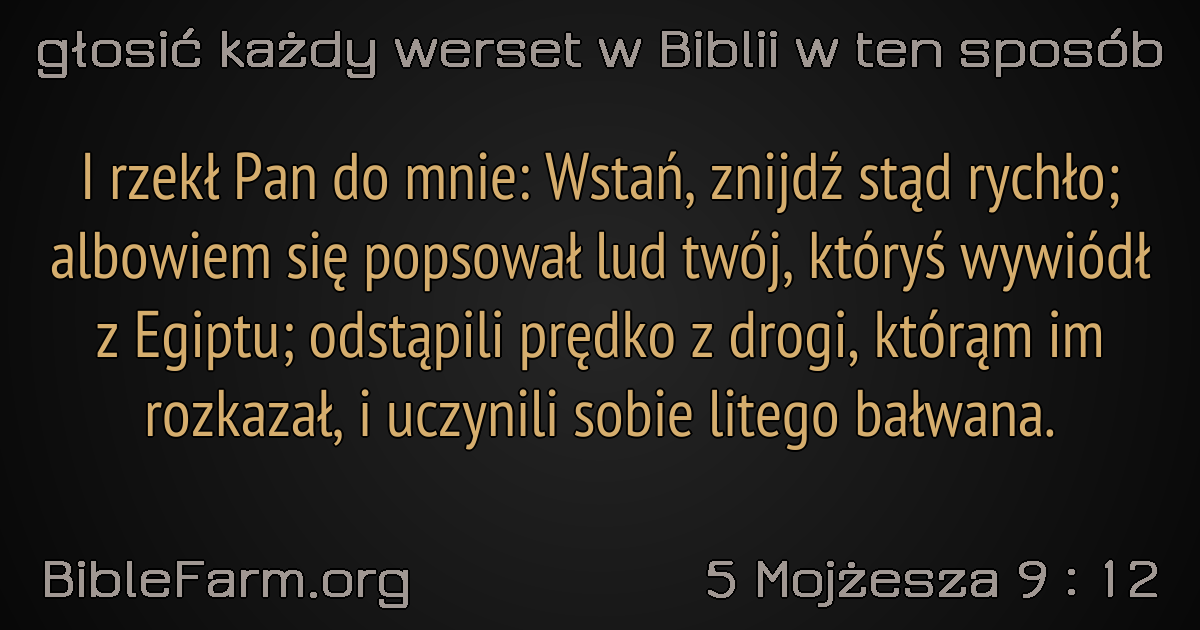 głosić każdy werset w Biblii w ten sposób
I rzekł Pan do mnie: Wstań, znijdź stąd rychło;
albowiem się popsował lud twój, któryś wywiódł
z Egiptu; odstąpili prędko z drogi, którąm im
rozkazał, i uczynili sobie litego bałwana.
BibleFarm.org
5 Mojżesza 9 : 12